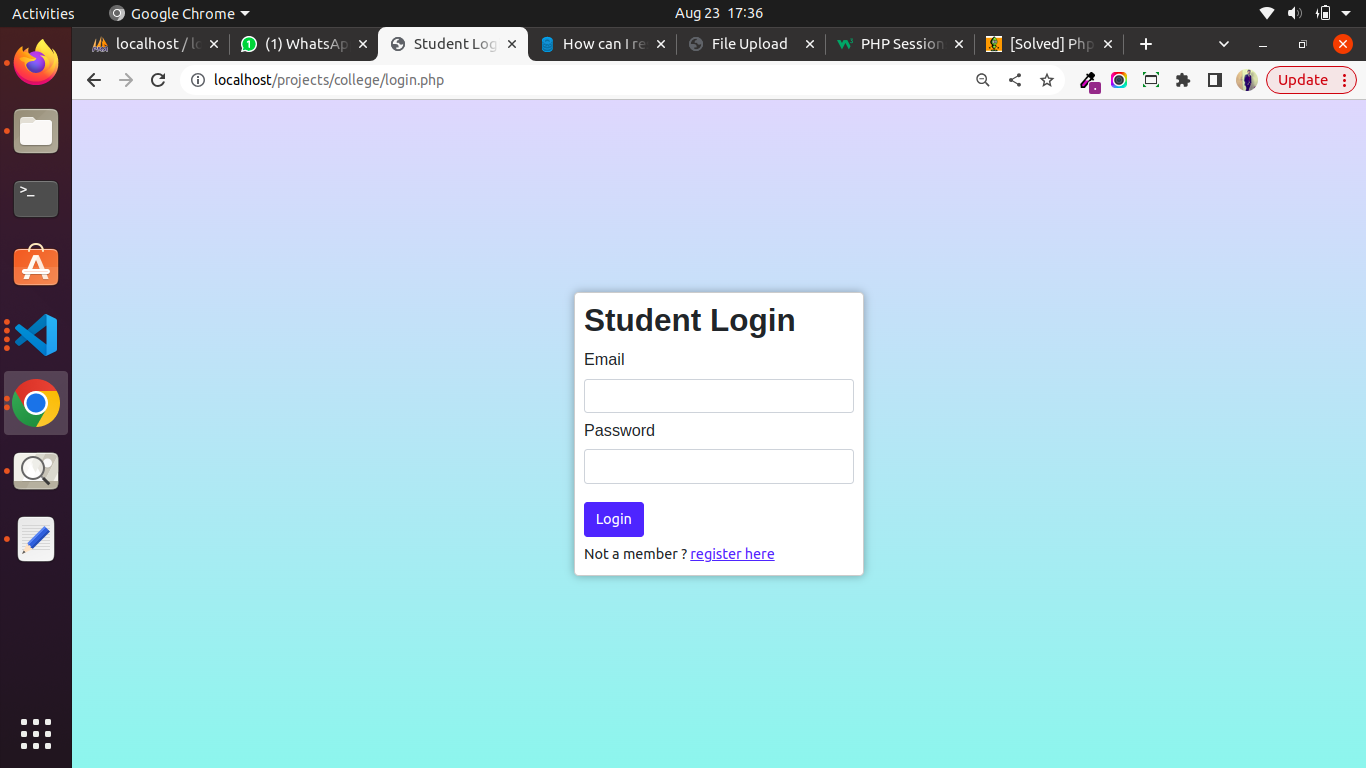 Activities
Google Chrome
Aug 23 17:36
localhost / lo
(1) WhatsAp
Student Log
How can I re
File Upload
PHP Session
[Solved] Php
localhost/projects/college/login.php
Update
Student Login
Email
Password
Login
Not a member ? register here